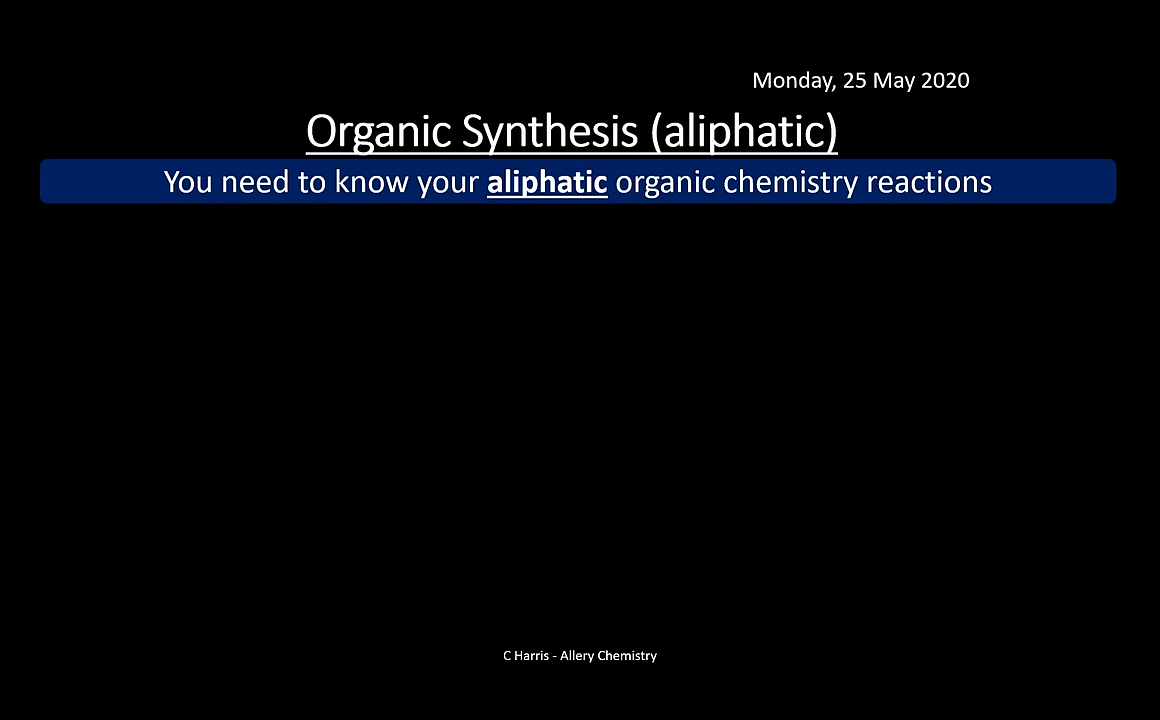 Monday, 25 May 2020
Organic Synthesis (aliphatic)
You need to know your aliphatic organic chemistry reactions
C Harris - Allery Chemistry